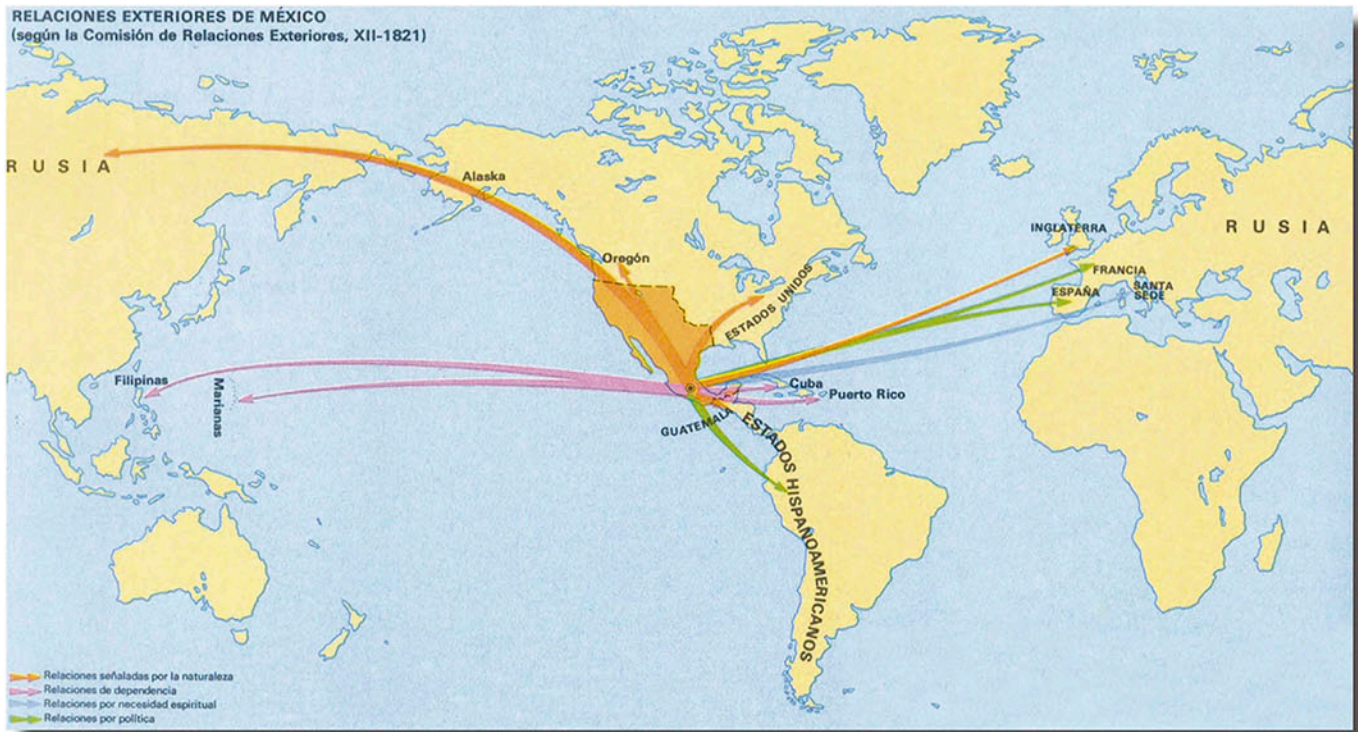 RELACIONES EXTERIORES DE MÉXICO
(según la Comisión de Relaciones Exteriores, XII-1821)
RUSIA
Alaska
Oregón
ESTADOS UNIDOS
INGLATERRA
FRANCIA
ESPAÑA
SANTA
SEDE
RUSIA
Filipinas
Marianas
Cuba
Puerto Rico
GUATEMALA
ESTADOS HISPANOAMERICANOS
Relaciones señaladas por la naturaleza
Relaciones de dependencia
Relaciones por necesidad espiritual
Relaciones por política